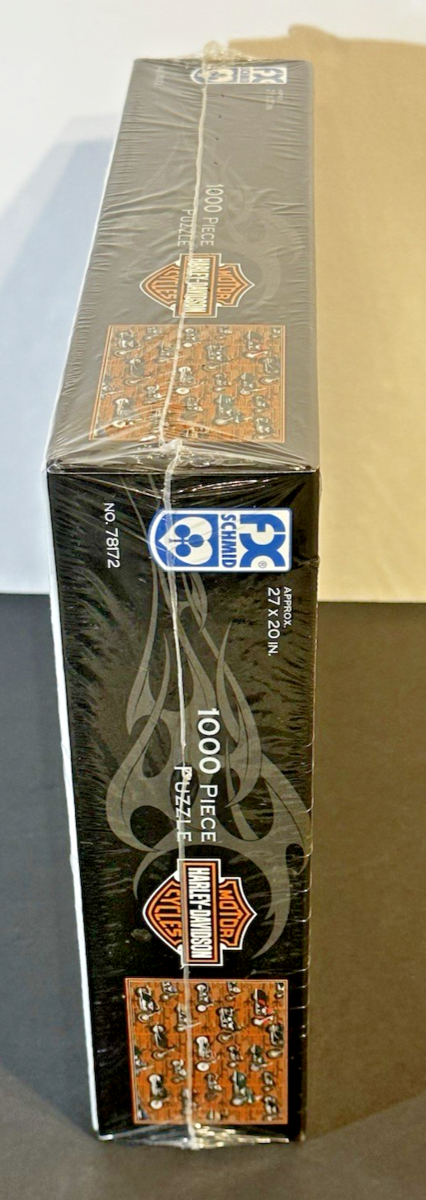 FX
SCHMID
1000 PIECE
PUZZLE
MOTOR
HARLEY-DAVIDSON
CYCLES
FX®
SCHMID
NO. 78172
APPROX.
27 X 20 IN.
1000 PIECE
PUZZLE
MOTOR
HARLEY-DAVIDSON
CYCLES